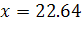 x = 22.64